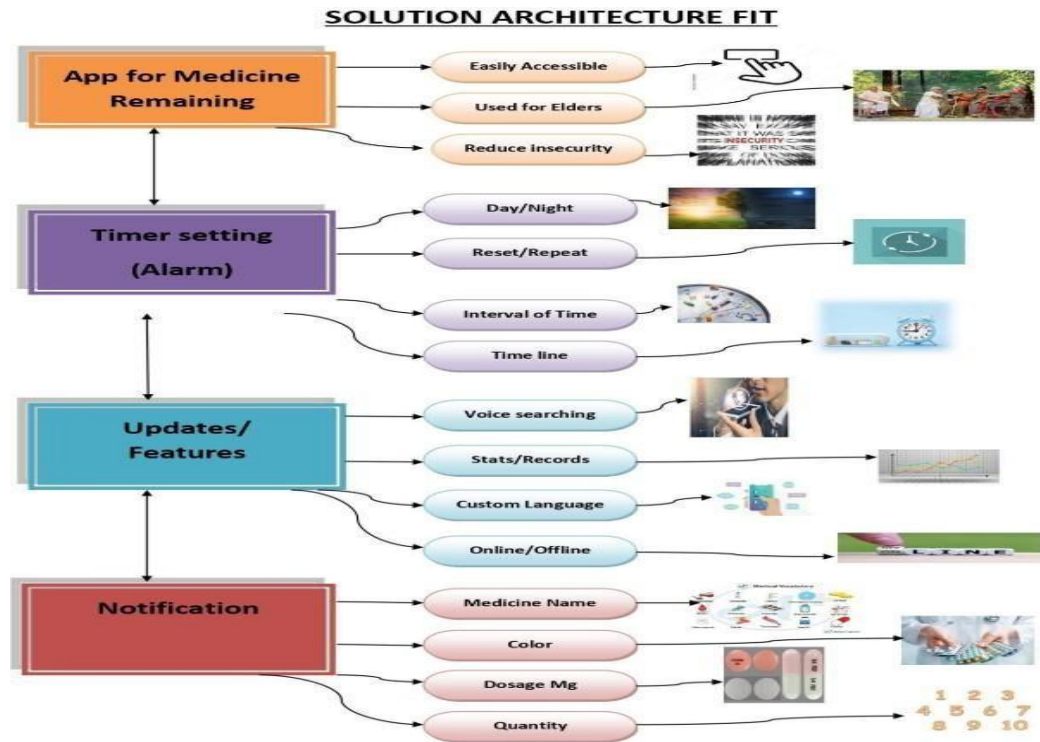 SOLUTION ARCHITECTURE FIT
App for Medicine
Remaining
Easily Accessible
Used for Elders
Reduce insecurity
INSECURITY
Timer setting
(Alarm)
Day/Night
Reset/Repeat
Interval of Time
Time line
Updates/
Features
Voice searching
Stats/Records
Custom Language
Online/Offline
L I N E
Notification
Medicine Name
Color
Dosage Mg
Quantity
1 2 3
4 5 6 7
8 9 10